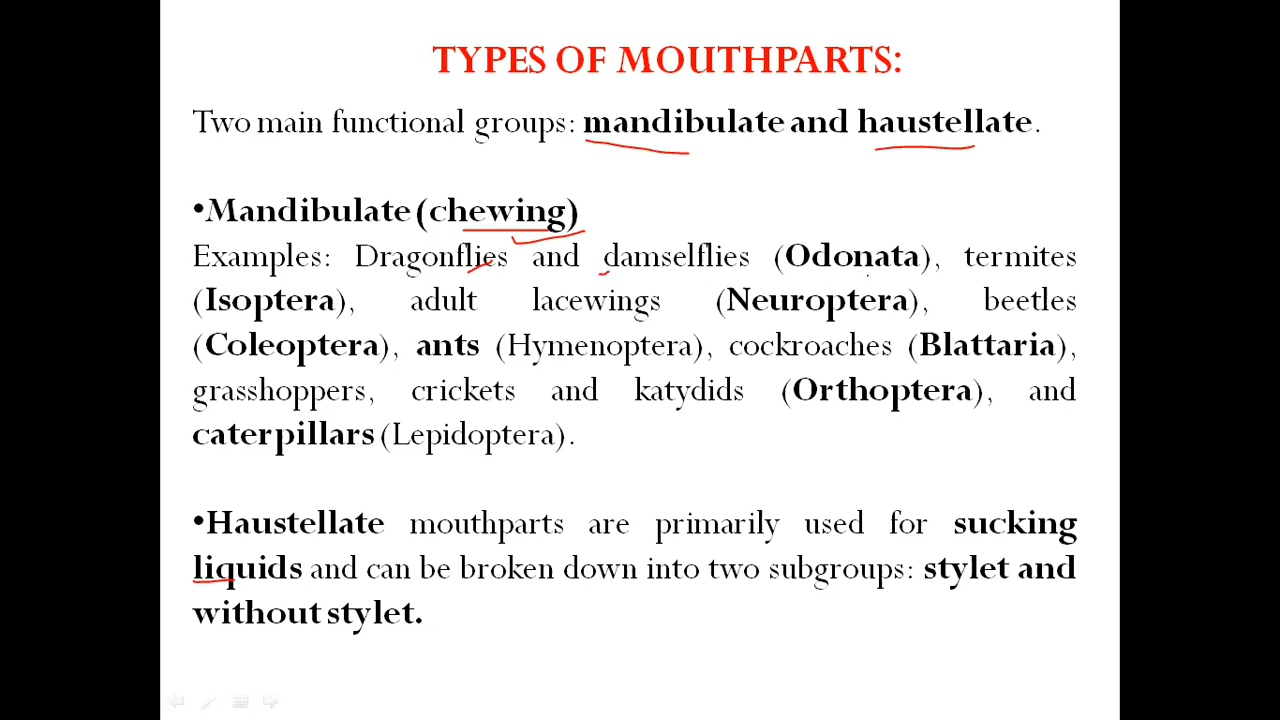 TYPES OF MOUTHPARTS:
Two main functional groups: mandibulate and haustellate.
•Mandibulate (chewing)
Examples: Dragonflies and damselflies (Odonata), termites
(Isoptera), adult lacewings (Neuroptera), beetles
(Coleoptera), ants (Hymenoptera), cockroaches (Blattaria),
grasshoppers, crickets and katydids (Orthoptera), and
caterpillars (Lepidoptera).
•Haustellate mouthparts are primarily used for sucking
liquids and can be broken down into two subgroups: stylet and
without stylet.